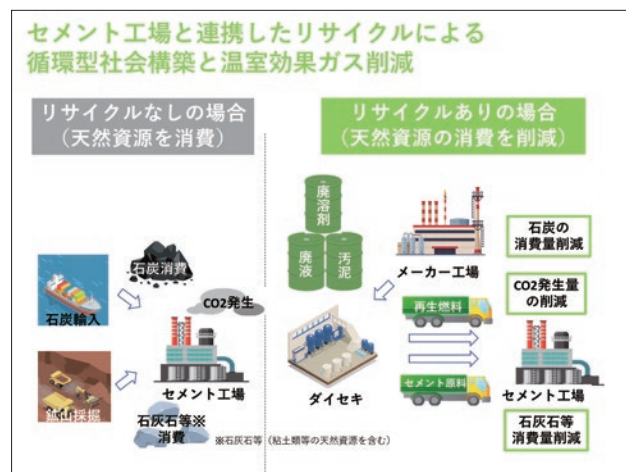 セメント工場と連携したリサイクルによる
循環型社会構築と温室効果ガス削減
リサイクルなしの場合
（天然資源を消費）
石炭消費
石炭輸入
CO2発生
鉱山採掘
セメント工場
石灰石等※
消費
※石灰石等（粘土類等の天然資源を含む）
リサイクルありの場合
（天然資源の消費を削減）
廃溶剤
廃液
汚泥
メーカー工場
石炭の
消費量削減
再生燃料
CO2発生量
の削減
ダイセキ
セメント原料
セメント工場
石灰石等
消費量削減